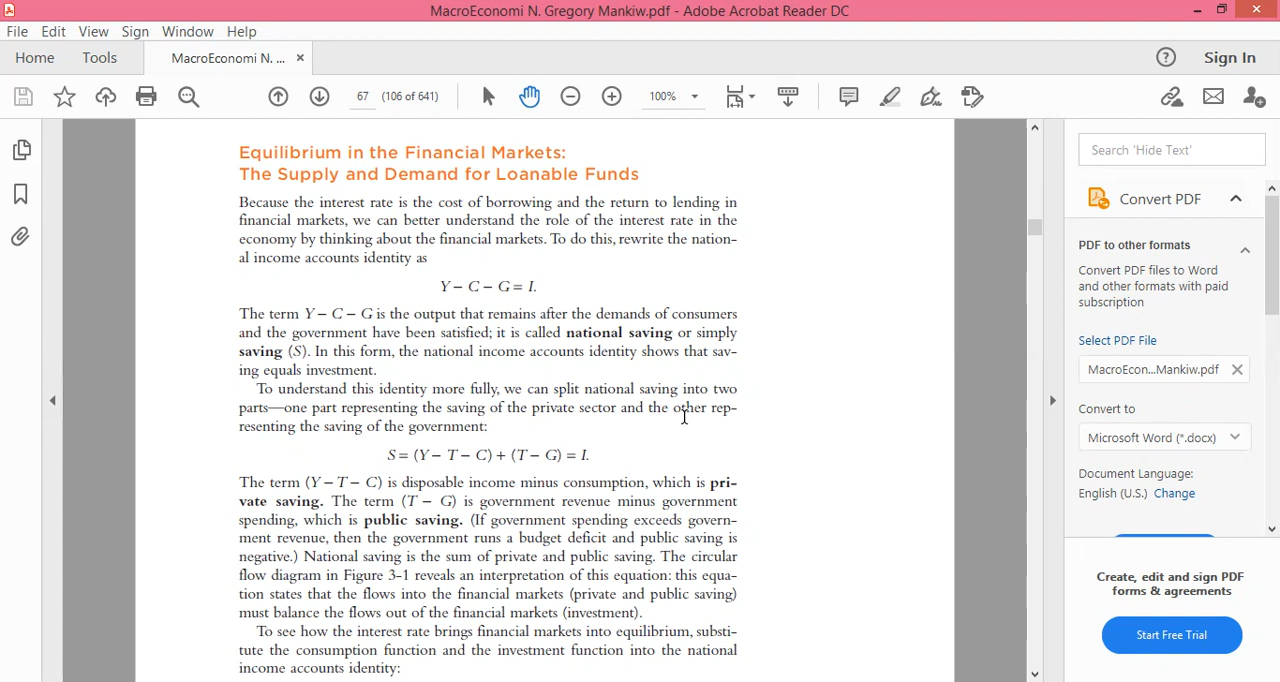 MacroEconomi N. Gregory Mankiw.pdf - Adobe Acrobat Reader DC
File Edit View Sign Window Help
Home Tools MacroEconomi N. ... × Sign In
67 (106 of 641) 100%
Equilibrium in the Financial Markets:
The Supply and Demand for Loanable Funds
Because the interest rate is the cost of borrowing and the return to lending in
financial markets, we can better understand the role of the interest rate in the
economy by thinking about the financial markets. To do this, rewrite the nation-
al income accounts identity as
Y − C − G = I.
The term Y − C − G is the output that remains after the demands of consumers
and the government have been satisfied; it is called national saving or simply
saving (S). In this form, the national income accounts identity shows that sav-
ing equals investment.
To understand this identity more fully, we can split national saving into two
parts—one part representing the saving of the private sector and the other rep-
resenting the saving of the government:
S = (Y − T − C) + (T − G) = I.
The term (Y − T − C) is disposable income minus consumption, which is pri-
vate saving. The term (T − G) is government revenue minus government
spending, which is public saving. (If government spending exceeds govern-
ment revenue, then the government runs a budget deficit and public saving is
negative.) National saving is the sum of private and public saving. The circular
flow diagram in Figure 3-1 reveals an interpretation of this equation: this equa-
tion states that the flows into the financial markets (private and public saving)
must balance the flows out of the financial markets (investment).
To see how the interest rate brings financial markets into equilibrium, substi-
tute the consumption function and the investment function into the national
income accounts identity:
Search 'Hide Text'
Convert PDF
PDF to other formats
Convert PDF files to Word
and other formats with paid
subscription
Select PDF File
MacroEcon...Mankiw.pdf
Convert to
Microsoft Word (*.docx)
Document Language:
English (U.S.) Change
Create, edit and sign PDF
forms & agreements
Start Free Trial